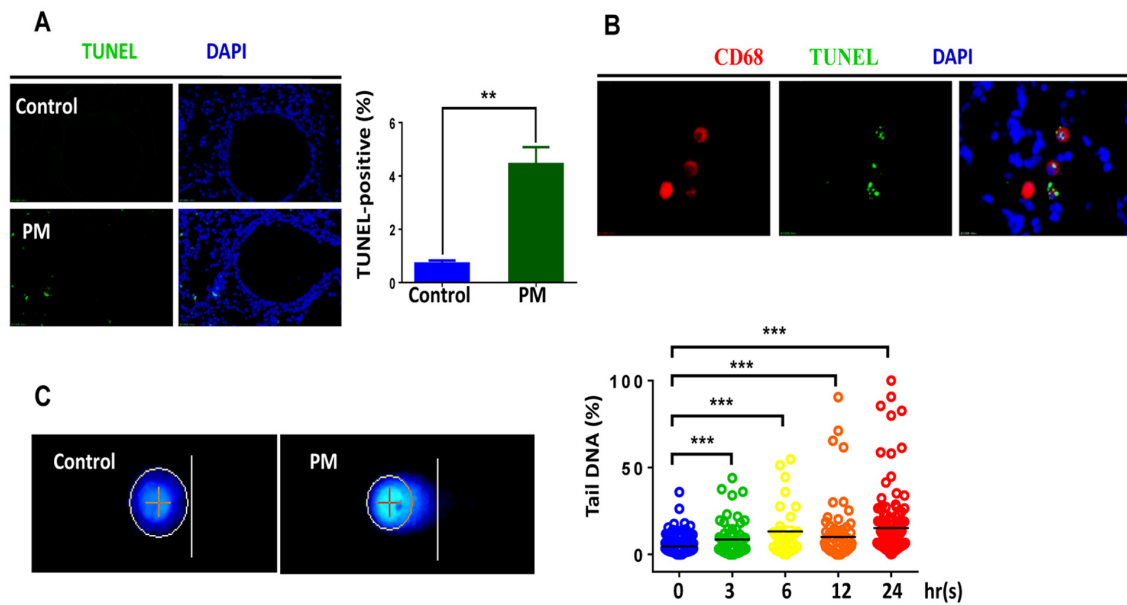 A
TUNEL DAPI
Control
PM
TUNEL-positive (%)
**
6
4
2
0
Control PM
B
CD68 TUNEL DAPI
C
Control PM
Tail DNA (%)
***
***
***
***
100
50
0
0 3 6 12 24 hr(s)